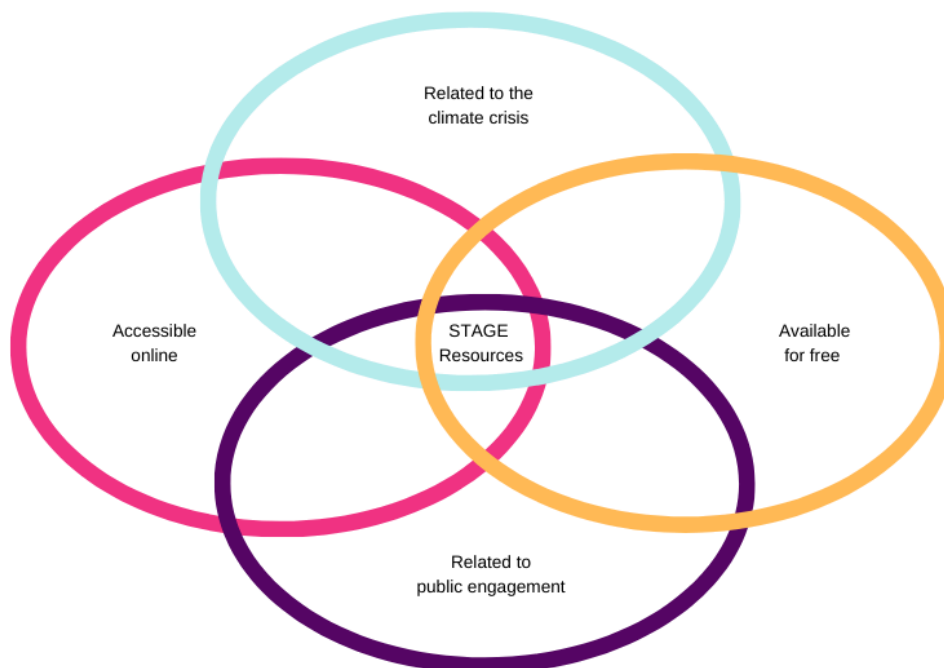 Related to the
climate crisis
Accessible
online
STAGE
Resources
Available
for free
Related to
public engagement